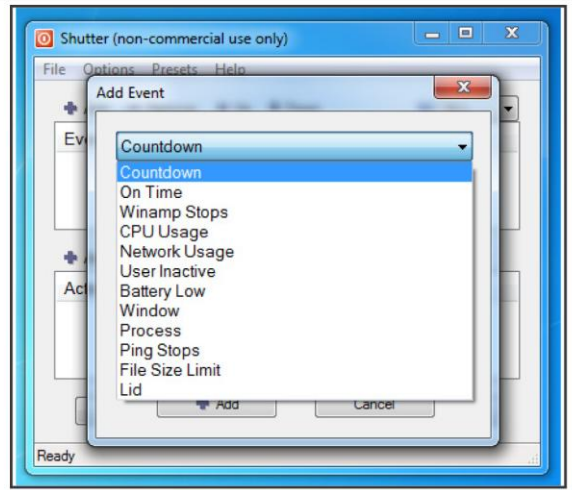 Shutter (non-commercial use only)
File Options Presets Help
Add Event
Countdown
Countdown
On Time
Winamp Stops
CPU Usage
Network Usage
User Inactive
Battery Low
Window
Process
Ping Stops
File Size Limit
Lid
Add
Cancel
Ready